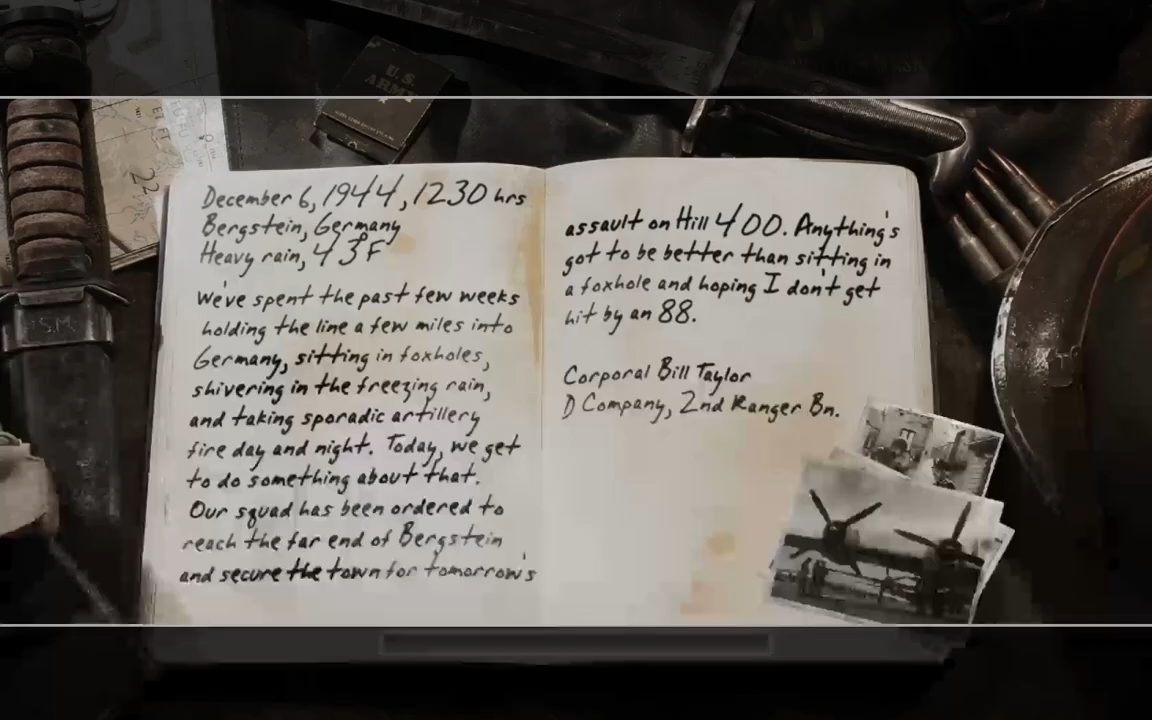 U.S.
ARMY
December 6, 1944, 1230 hrs
Bergstein, Germany
Heavy rain, 43F
We've spent the past few weeks
holding the line a few miles into
Germany, sitting in foxholes,
shivering in the freezing rain,
and taking sporadic artillery
fire day and night. Today, we get
to do something about that.
Our squad has been ordered to
reach the far end of Bergstein
and secure the town for tomorrow's
assault on Hill 400. Anything's
got to be better than sitting in
a foxhole and hoping I don't get
hit by an 88.
Corporal Bill Taylor
D Company, 2nd Ranger Bn.
22
U.S.M.